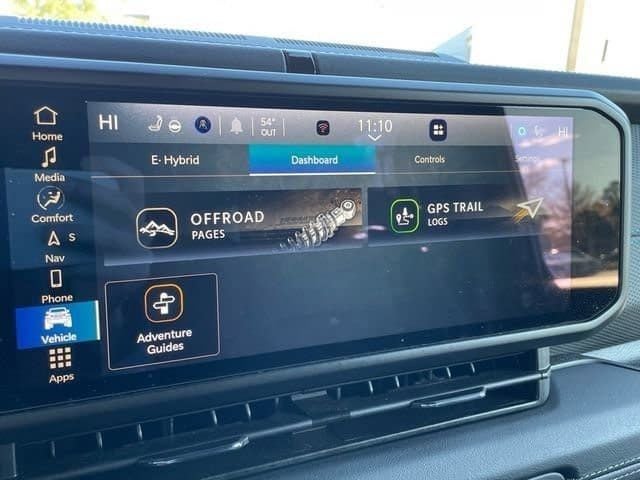 HI 54° OUT 11:10 HI
Home
Media
Comfort
Nav S
Phone
Vehicle
Apps
E-Hybrid Dashboard Controls Settings
OFFROAD
PAGES
GPS TRAIL
LOGS
Adventure
Guides